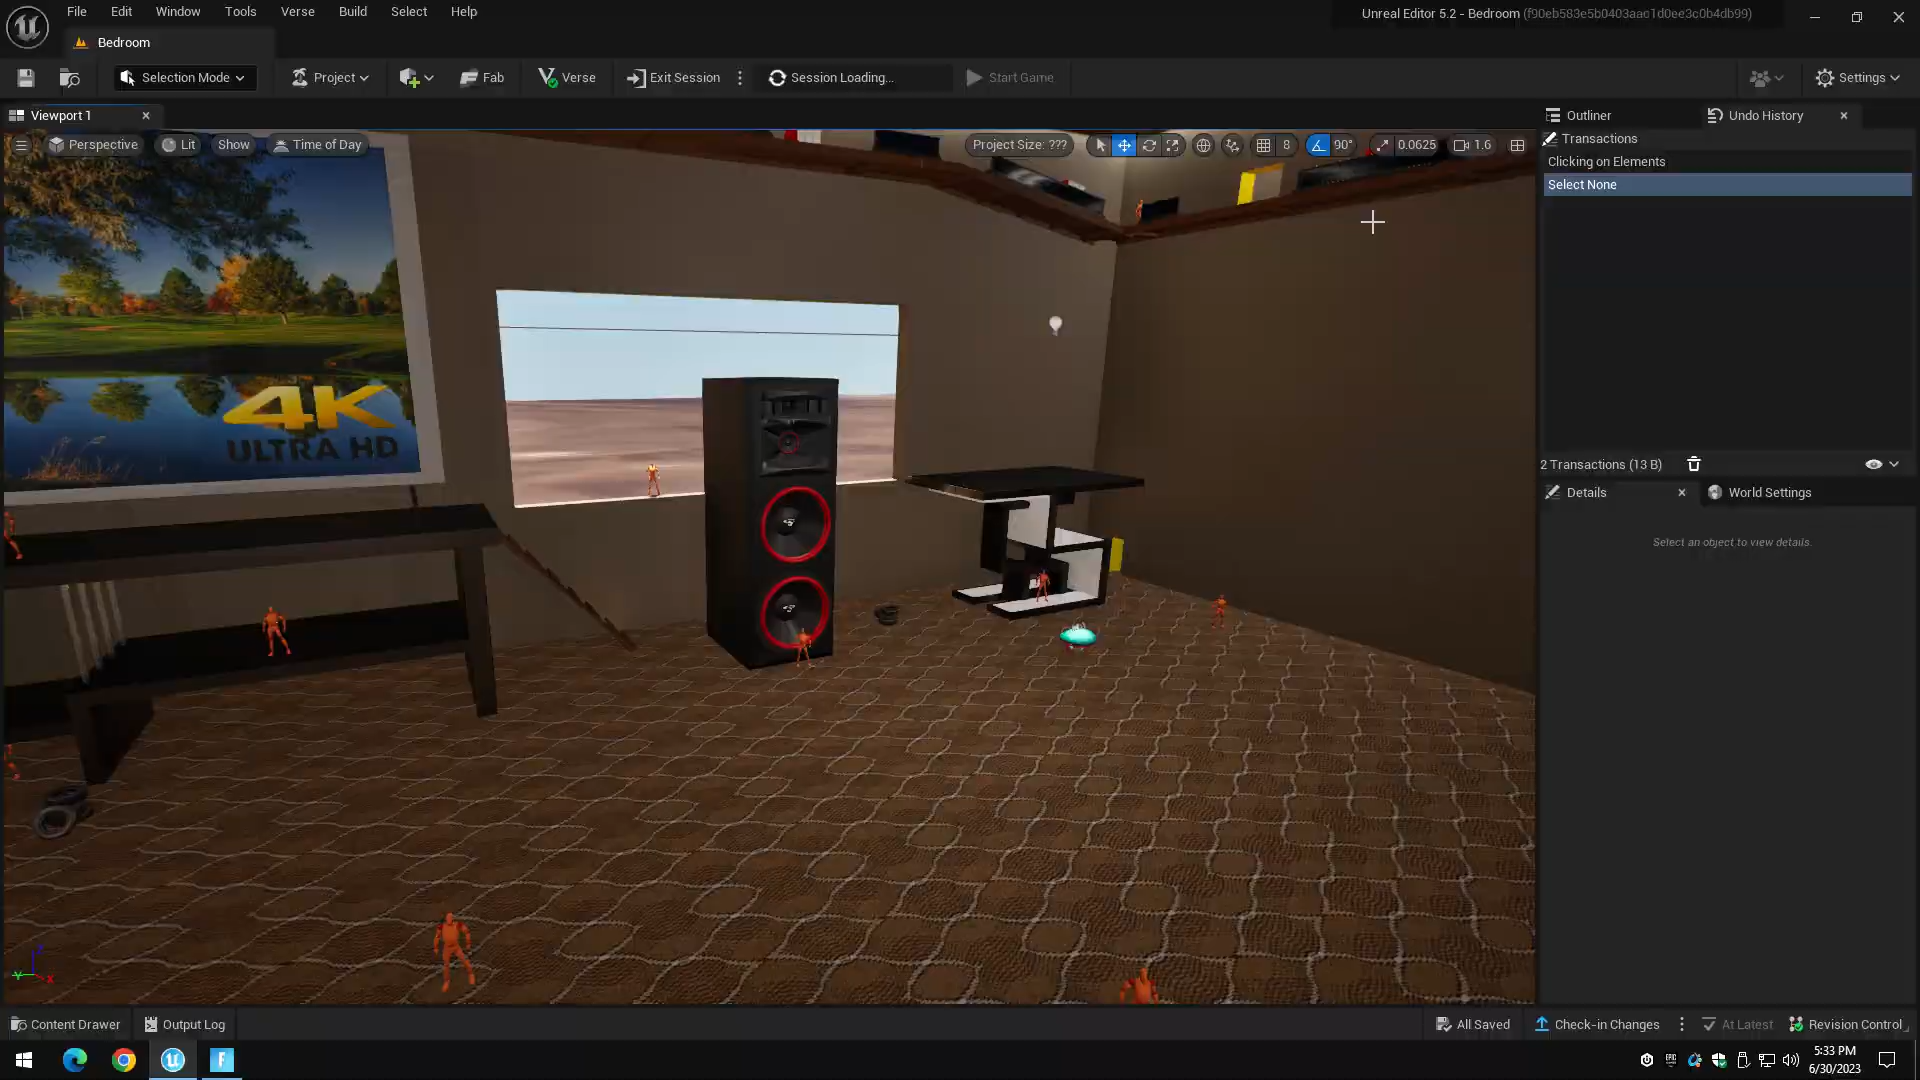 File Edit Window Tools Verse Build Select Help
Unreal Editor 5.2 - Bedroom (f90eb583e5b0403aac1d0ee3c0b4db99)
Bedroom
Selection Mode Project Fab Verse Exit Session Session Loading... Start Game Settings
Viewport 1
Outliner Undo History
Perspective Lit Show Time of Day Project Size: ??? 8 90° 0.0625 1.6
Transactions
Clicking on Elements
Select None
4K
ULTRA HD
2 Transactions (13 B)
Details World Settings
Select an object to view details.
Content Drawer Output Log All Saved Check-in Changes At Latest Revision Control
5:33 PM
6/30/2023